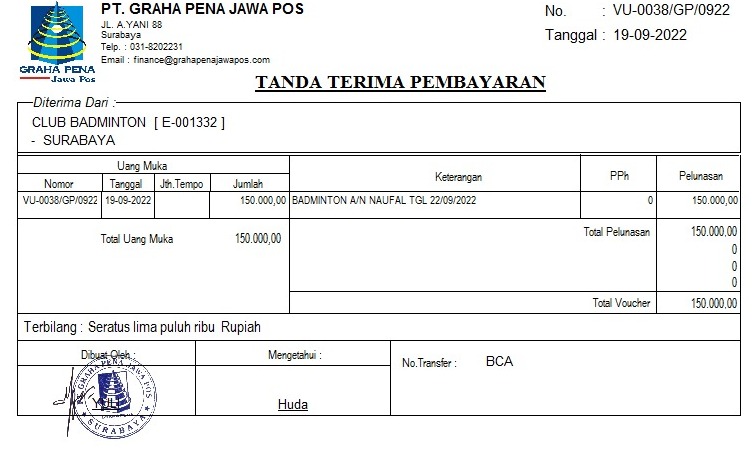 PT. GRAHA PENA JAWA POS
JL. A.YANI 88
Surabaya
Telp. : 031-8202231
Email : finance@grahapenajawapos.com
GRAHA PENA
Jawa Pos
No. : VU-0038/GP/0922
Tanggal : 19-09-2022
TANDA TERIMA PEMBAYARAN
Diterima Dari :
CLUB BADMINTON [ E-001332 ]
- SURABAYA
Uang Muka
Nomor Tanggal Jth.Tempo Jumlah Keterangan PPh Pelunasan
VU-0038/GP/0922 19-09-2022 150.000,00 BADMINTON A/N NAUFAL TGL 22/09/2022 0 150.000,00
Total Uang Muka 150.000,00 Total Pelunasan 150.000,00
0
0
0
Total Voucher 150.000,00
Terbilang : Seratus lima puluh ribu Rupiah
Dibuat Oleh : Mengetahui : No.Transfer : BCA
PT. GRAHA PENA JAWA POS
SURABAYA
Huda